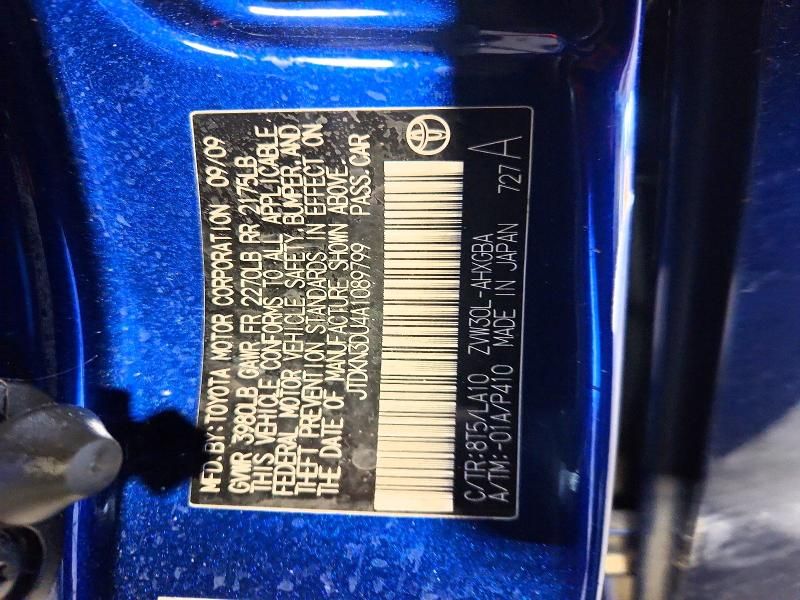 MFD.BY:TOYOTA MOTOR CORPORATION 09/09
GVWR 3980LB GAWR FR 2270LB RR 2175LB
THIS VEHICLE CONFORMS TO ALL APPLICABLE
FEDERAL MOTOR VEHICLE SAFETY,BUMPER,AND
THEFT PREVENTION STANDARDS IN EFFECT ON
THE DATE OF MANUFACTURE SHOWN ABOVE.
JTDKN3DU4A1089799 PASS.CAR
C/TR:8T5/LA10 ZVW30L-AHXGBA
A/TM:-01A/P410 MADE IN JAPAN 727 A